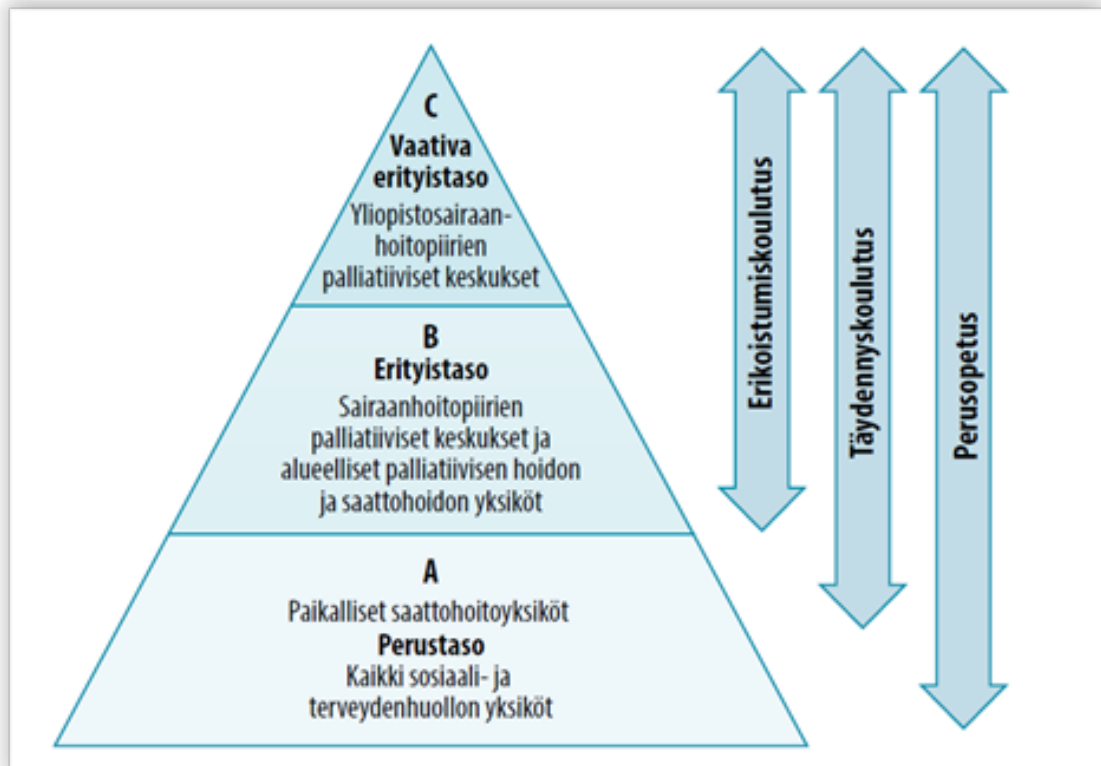 C
Vaativa
erityistaso
Yliopistosairaan-
hoitopiirien
palliatiiviset keskukset
B
Erityistaso
Sairaanhoitopiirien
palliatiiviset keskukset ja
alueelliset palliatiivisen hoidon
ja saattohoidon yksiköt
A
Paikalliset saattohoitoyksiköt
Perustaso
Kaikki sosiaali- ja
terveydenhuollon yksiköt
Erikoistumiskoulutus
Täydennyskoulutus
Perusopetus